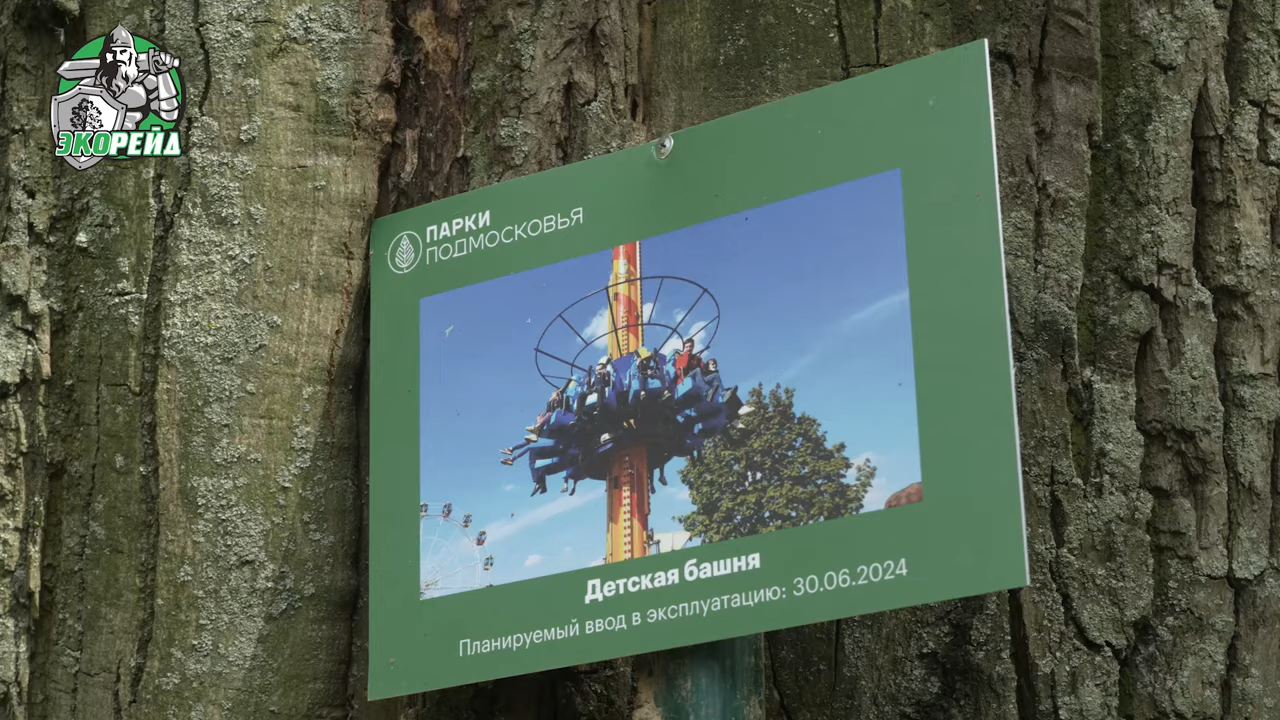 ЭКОРЕЙД
ПАРКИ
ПОДМОСКОВЬЯ
Детская башня
Планируемый ввод в эксплуатацию: 30.06.2024